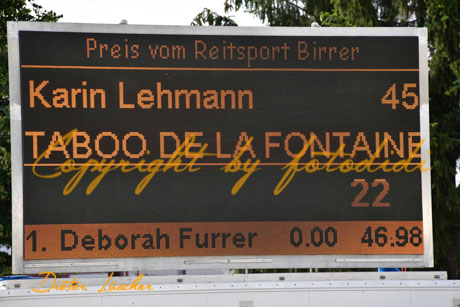 Preis vom Reitsport Birrer
Karin Lehmann 45
TABOO DE LA FONTAINE
Copyright by fotodidi
22
1. Deborah Furrer 0.00 46.98
Dieter